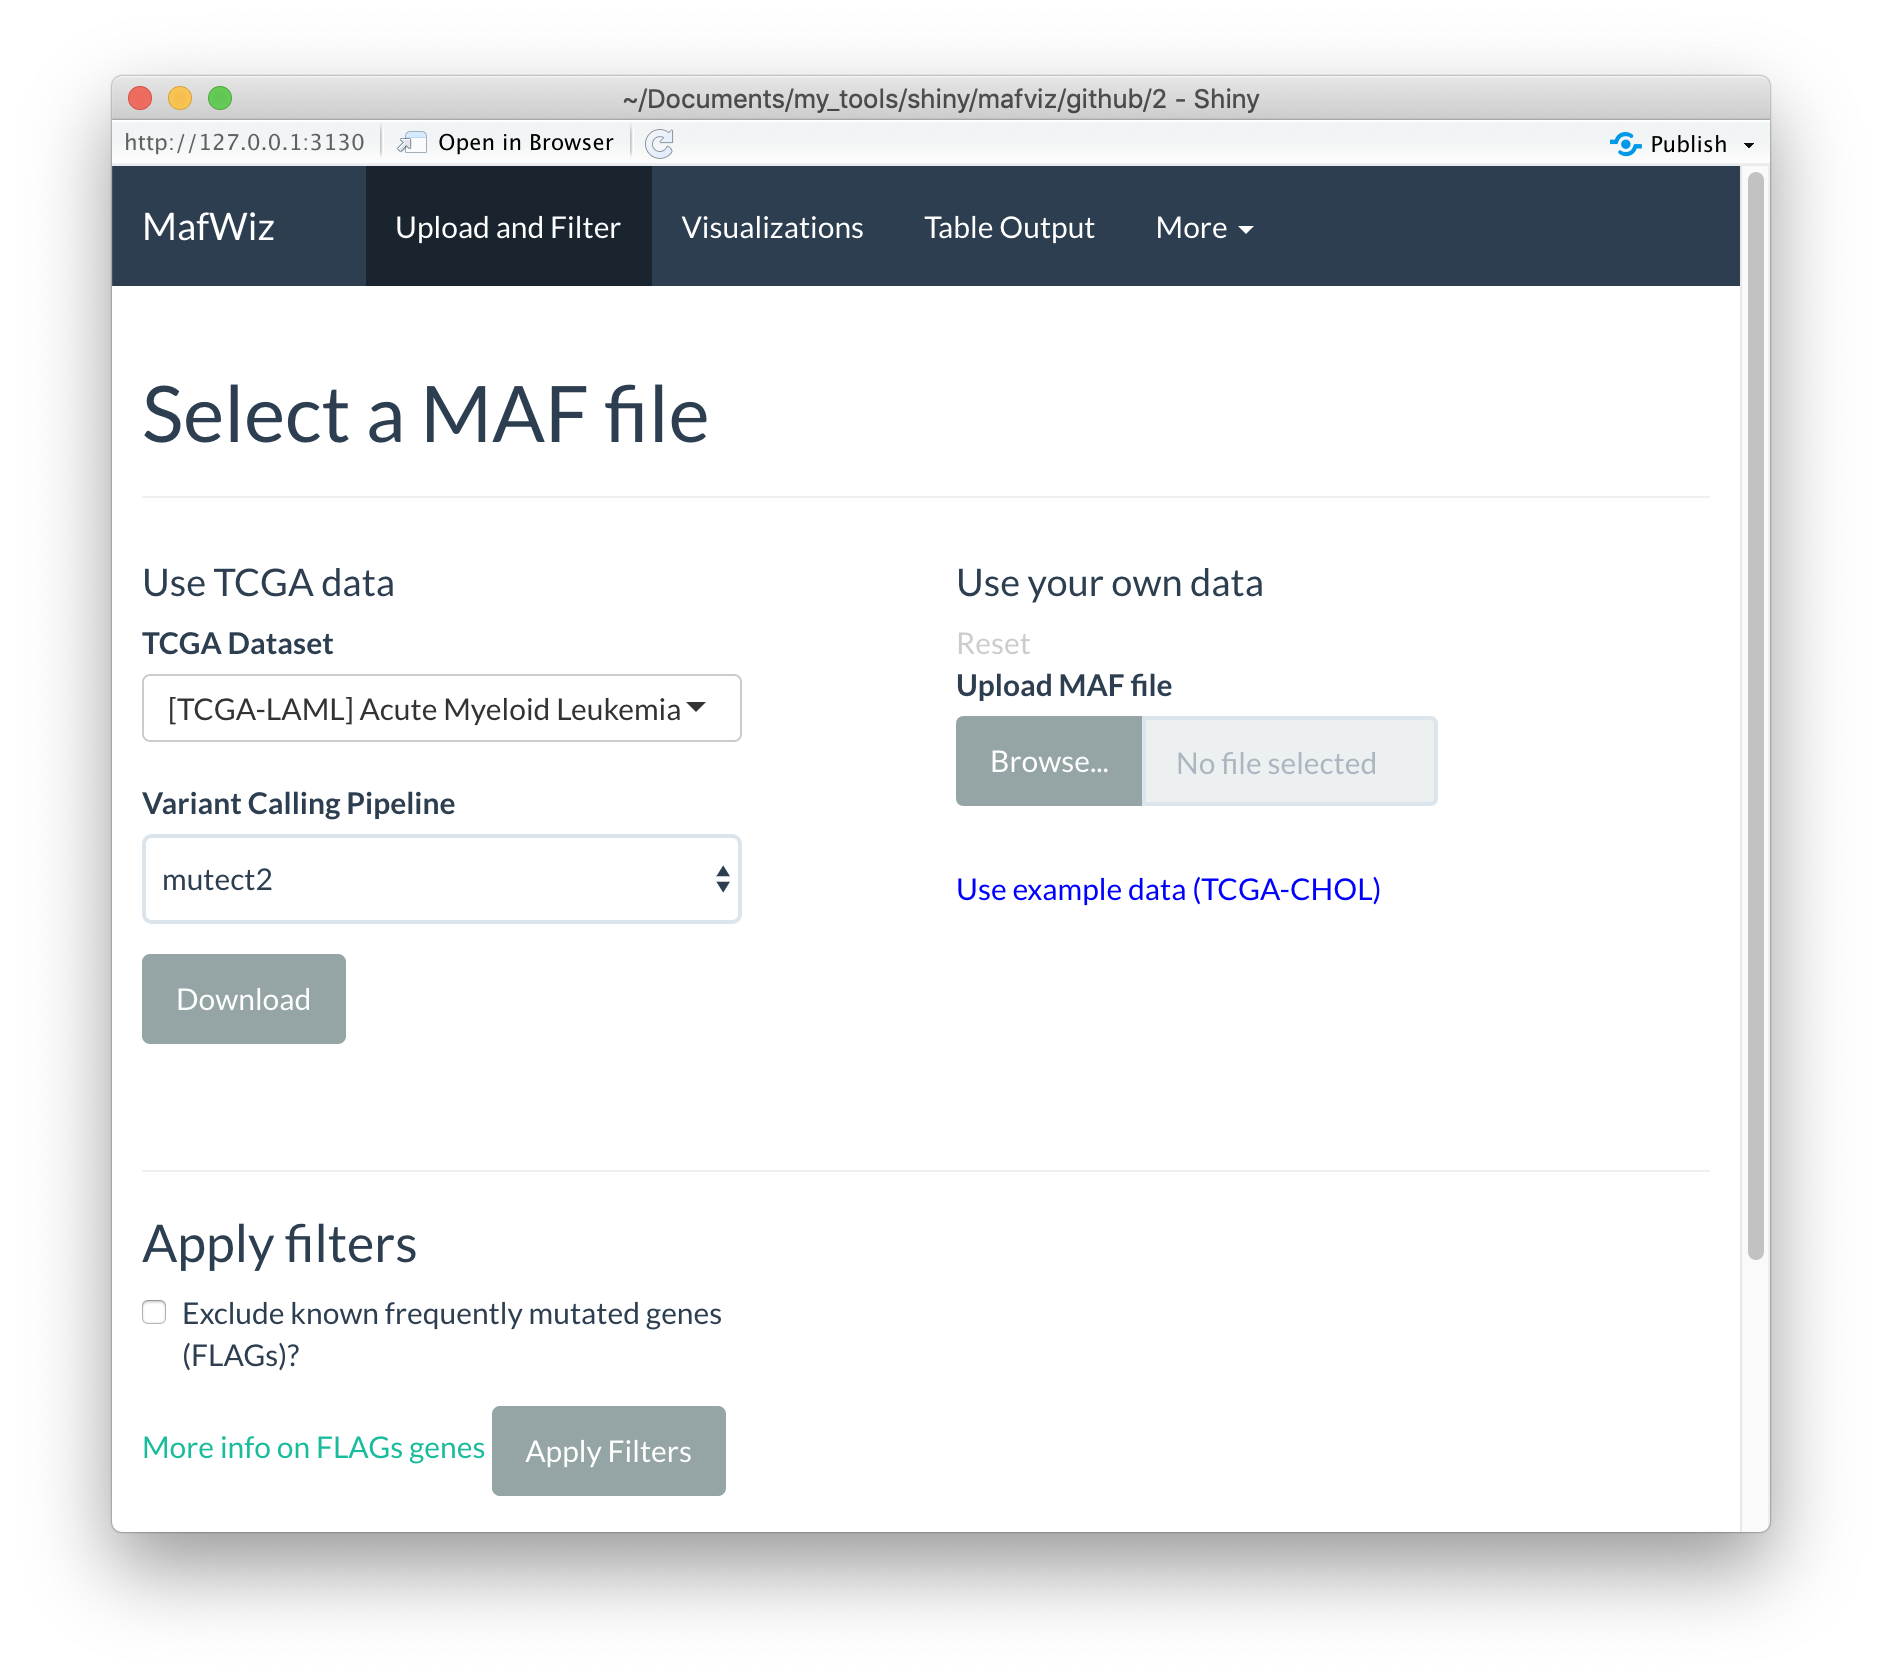 ~/Documents/my_tools/shiny/mafviz/github/2 - Shiny
http://127.0.0.1:3130 Open in Browser Publish
MafWiz Upload and Filter Visualizations Table Output More
Select a MAF file
Use TCGA data
TCGA Dataset
[TCGA-LAML] Acute Myeloid Leukemia
Variant Calling Pipeline
mutect2
Download
Use your own data
Reset
Upload MAF file
Browse... No file selected
Use example data (TCGA-CHOL)
Apply filters
Exclude known frequently mutated genes
(FLAGs)?
More info on FLAGs genes Apply Filters